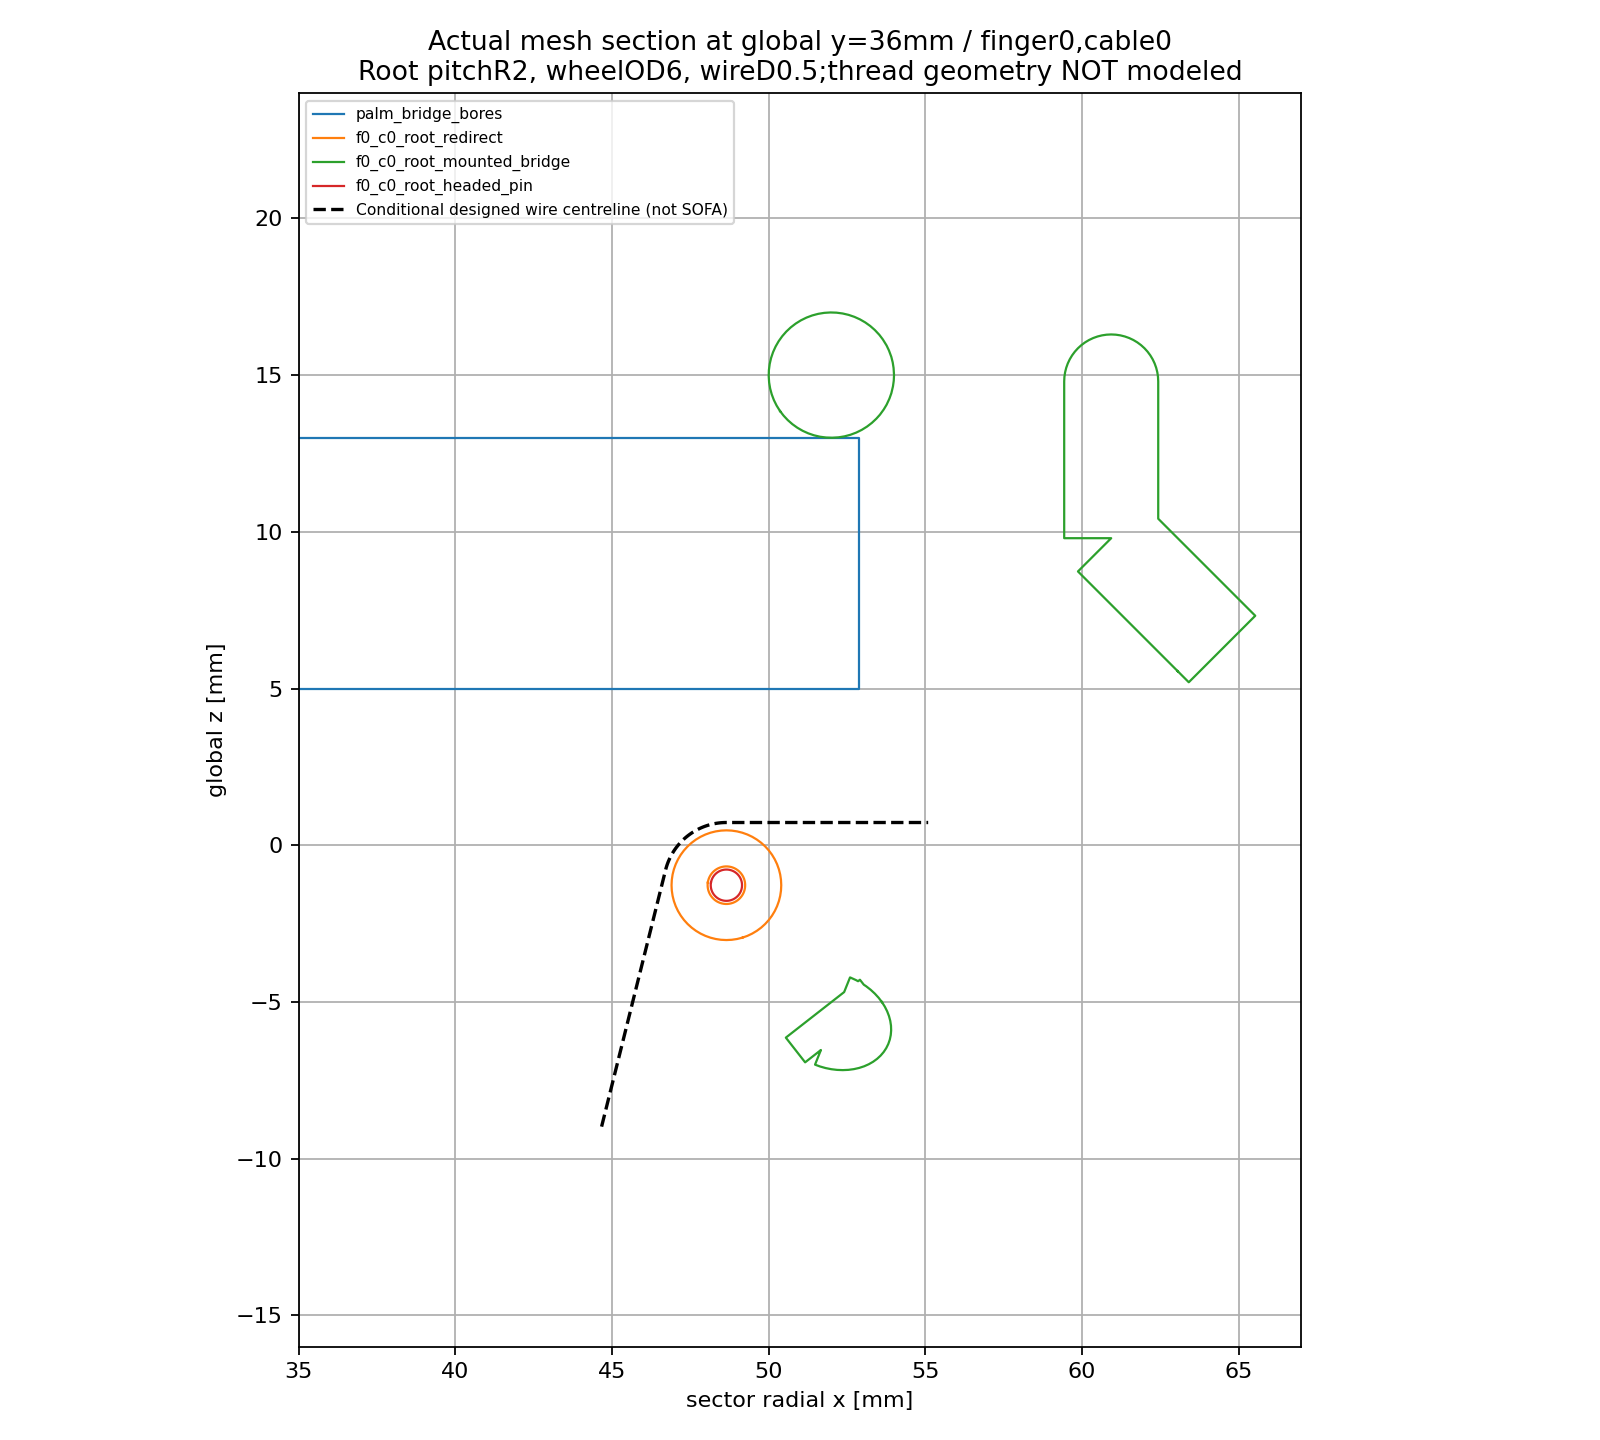 Actual mesh section at global y=36mm / finger0,cable0
Root pitchR2, wheelOD6, wireD0.5;thread geometry NOT modeled
palm_bridge_bores
f0_c0_root_redirect
f0_c0_root_mounted_bridge
f0_c0_root_headed_pin
Conditional designed wire centreline (not SOFA)
20
15
10
5
0
−5
−10
−15
global z [mm]
35 40 45 50 55 60 65
sector radial x [mm]